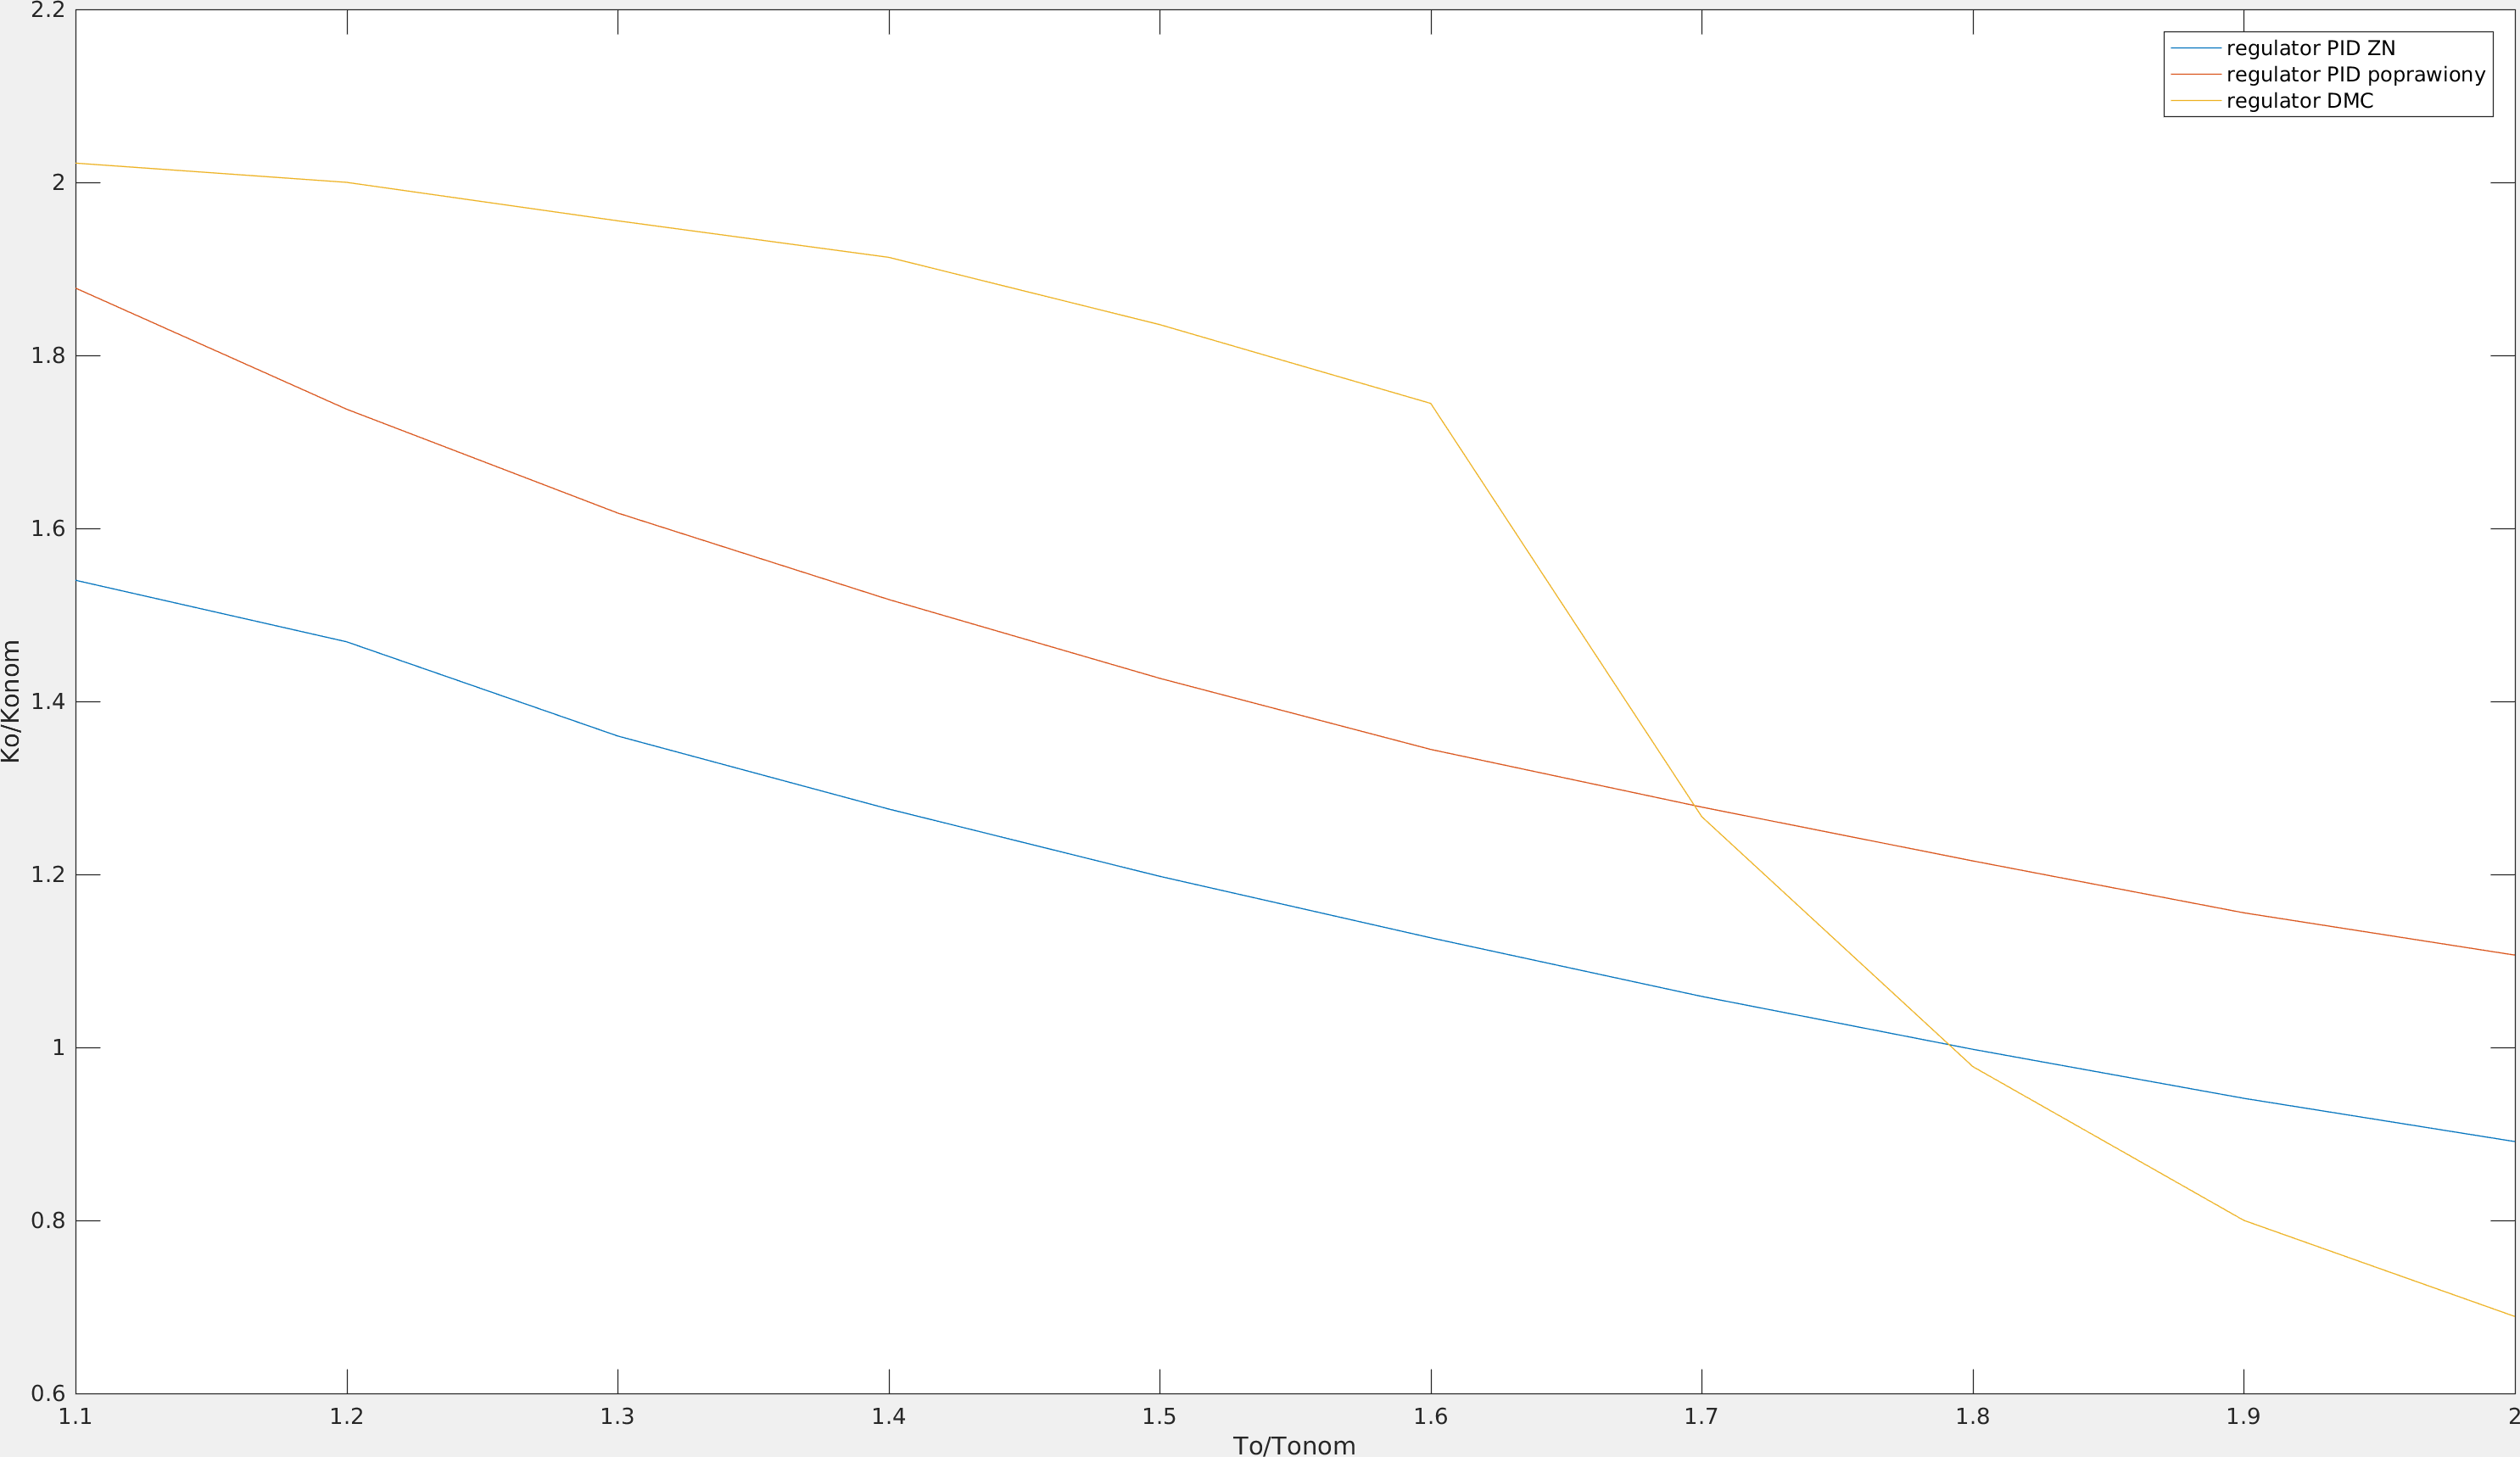 2.2
regulator PID ZN
regulator PID poprawiony
regulator DMC
2
1.8
1.6
1.4
Ko/Konom
1.2
1
0.8
0.6
1.1 1.2 1.3 1.4 1.5 1.6 1.7 1.8 1.9 2
To/Tonom